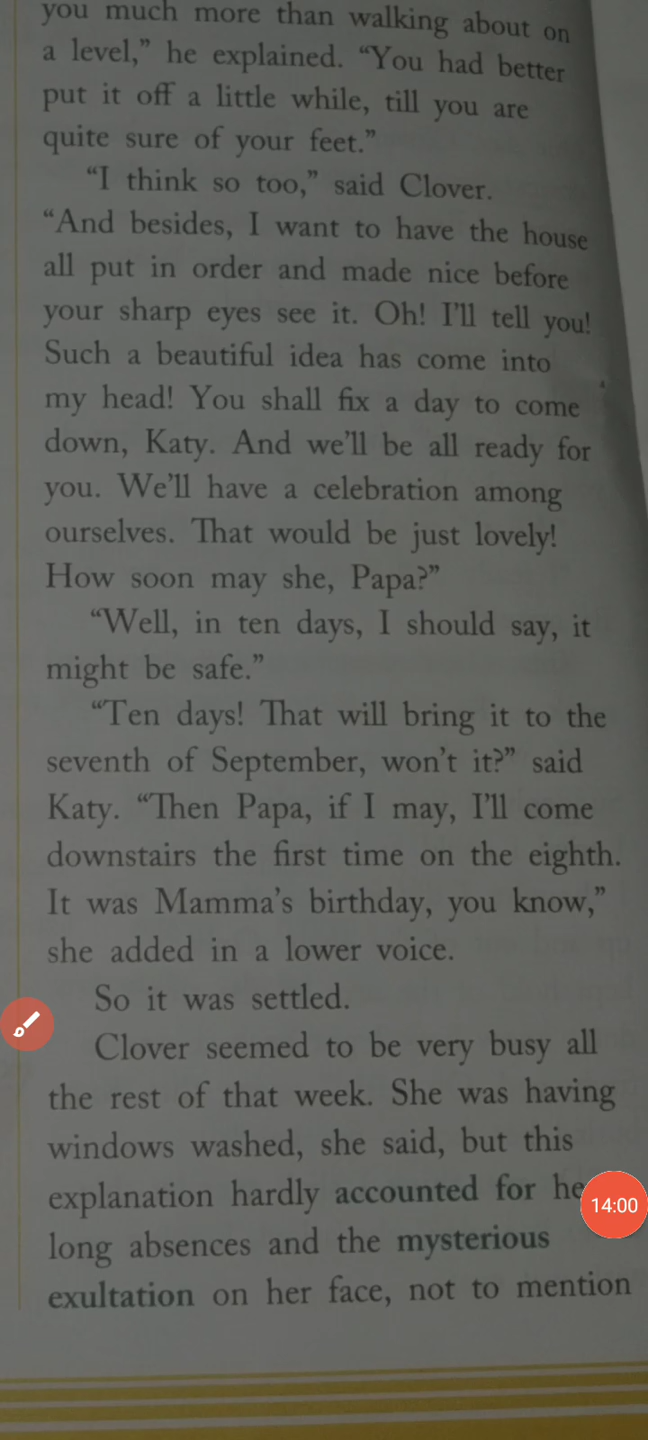 you much more than walking about on
a level,” he explained. “You had better
put it off a little while, till you are
quite sure of your feet.”
“I think so too,” said Clover.
“And besides, I want to have the house
all put in order and made nice before
your sharp eyes see it. Oh! I’ll tell you!
Such a beautiful idea has come into
my head! You shall fix a day to come
down, Katy. And we’ll be all ready for
you. We’ll have a celebration among
ourselves. That would be just lovely!
How soon may she, Papa?”
“Well, in ten days, I should say, it
might be safe.”
“Ten days! That will bring it to the
seventh of September, won’t it?” said
Katy. “Then Papa, if I may, I’ll come
downstairs the first time on the eighth.
It was Mamma’s birthday, you know,”
she added in a lower voice.
So it was settled.
Clover seemed to be very busy all
the rest of that week. She was having
windows washed, she said, but this
explanation hardly accounted for
14:00
long absences and the mysterious
exultation on her face, not to mention